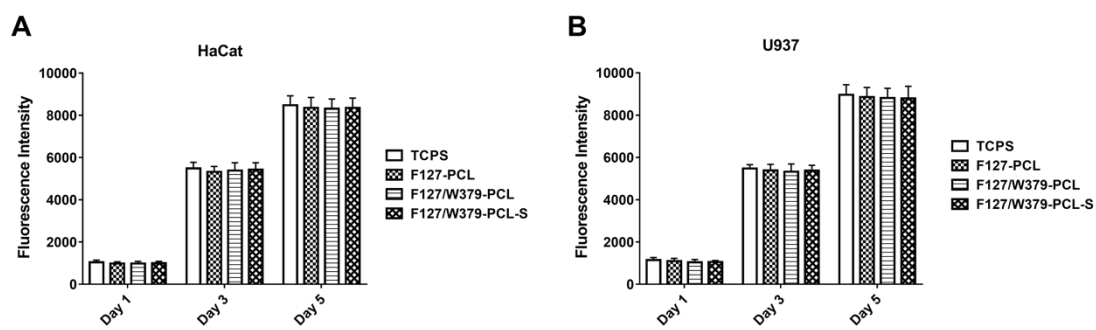 A
HaCat
Fluorescence Intensity
10000
8000
6000
4000
2000
0
Day 1
Day 3
Day 5
TCPS
F127-PCL
F127/W379-PCL
F127/W379-PCL-S
B
U937
Fluorescence Intensity
10000
8000
6000
4000
2000
0
Day 1
Day 3
Day 5
TCPS
F127-PCL
F127/W379-PCL
F127/W379-PCL-S